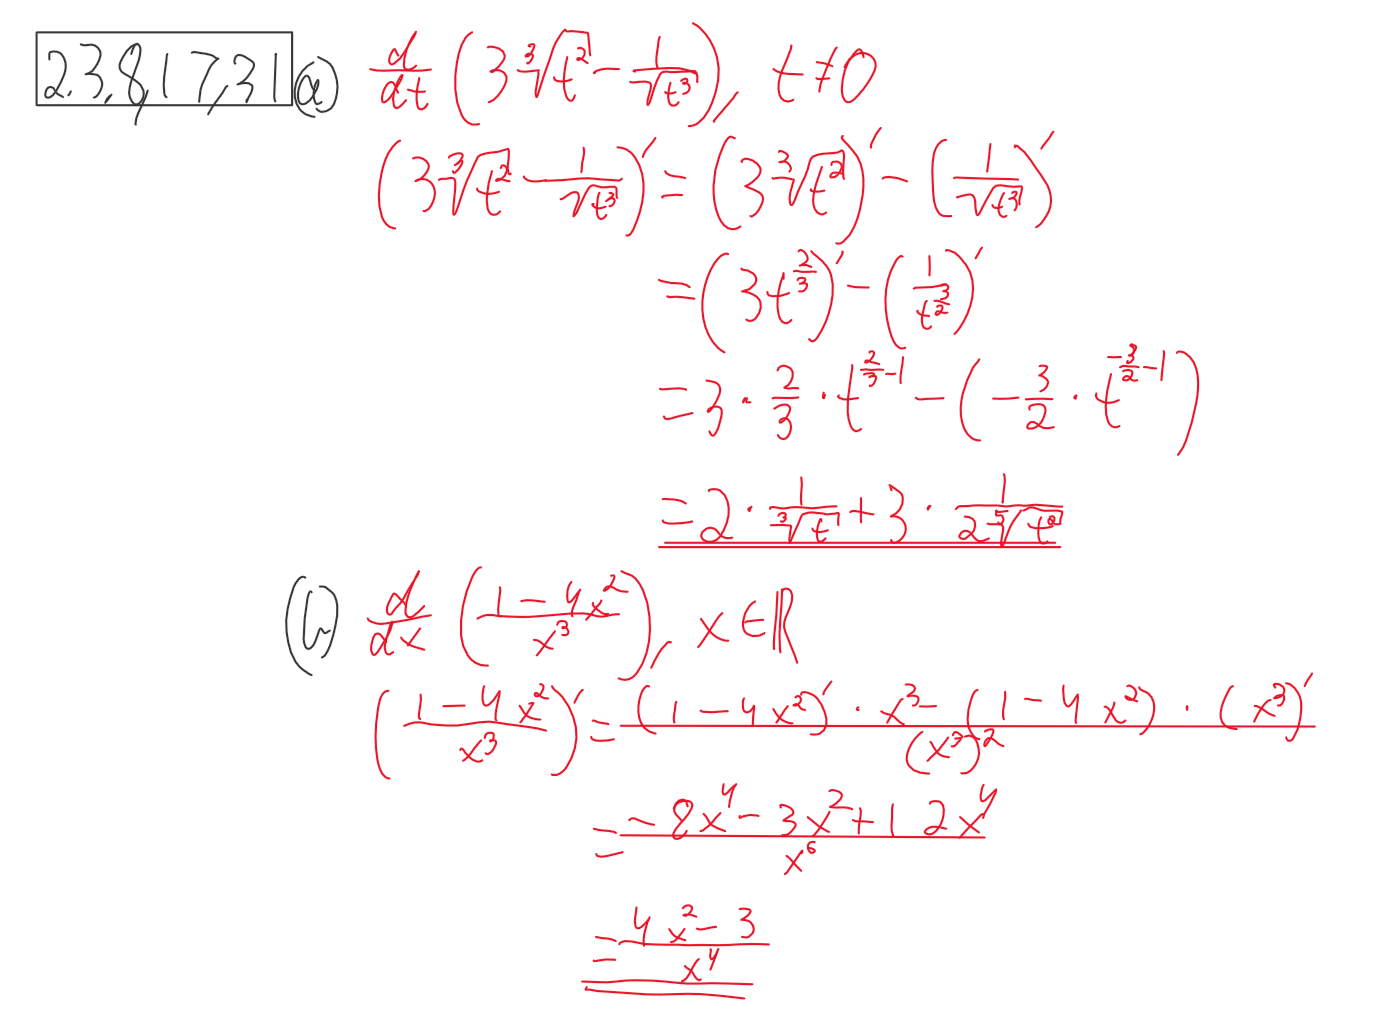 2.3.8,17,31 (a) d/dt (3∛t² − 1/√t³), t≠0
(3∛t² − 1/√t³)′ = (3∛t²)′ − (1/√t³)′
= (3t^(2/3))′ − (1/t^(3/2))′
= 3 · 2/3 · t^(2/3−1) − (−3/2 · t^(−3/2−1))
= 2 · 1/∛t + 3 · 1/(2 ⁵√t²)
(b) d/dx ((1−4x²)/x³), x∈ℝ
((1−4x²)/x³)′ = ((1−4x²)′ · x³ − (1−4x²) · (x³)′)/(x³)²
= (−8x⁴ − 3x² + 12x⁴)/x⁶
= (4x² − 3)/x⁴